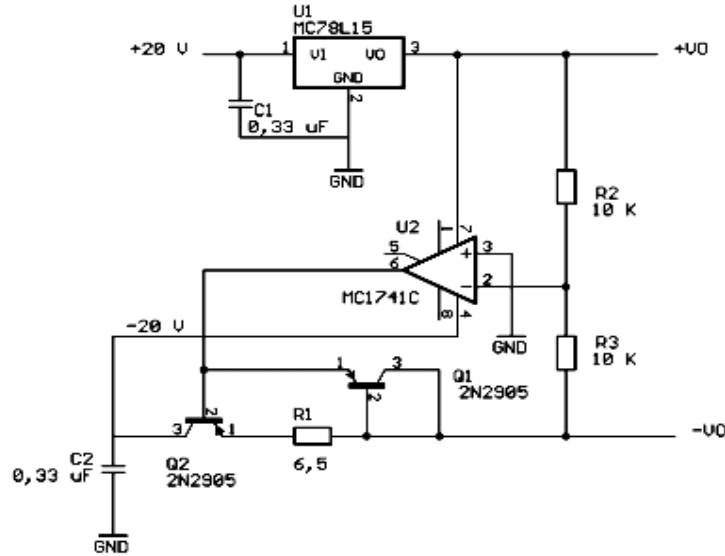 U1
MC78L15
+20 V
1
VI
VO
3
+VO
GND
2
C1
0,33 uF
GND
R2
10 K
U2
1
7
5
6
+
3
-
2
MC1741C
8
4
GND
R3
10 K
-20 V
1
3
Q1
2N2905
2
2
3
1
R1
6,5
-VO
C2
0,33 uF
Q2
2N2905
GND